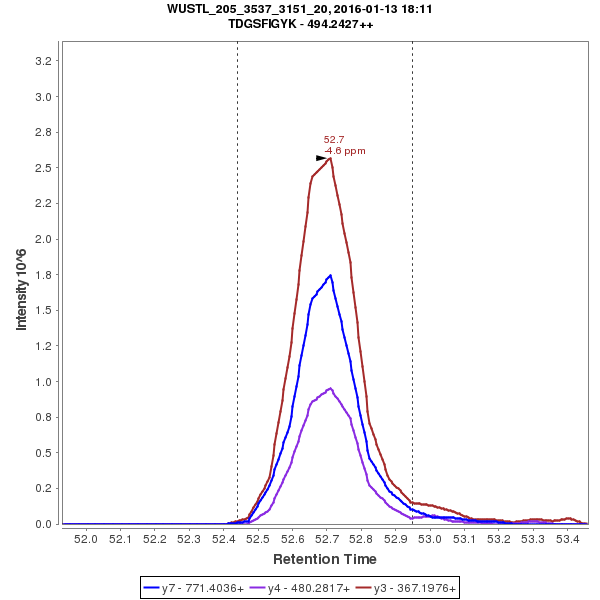 WUSTL_205_3537_3151_20, 2016-01-13 18:11
TDGSFIGYK - 494.2427++
Intensity 10^6
3.2
3.0
2.8
2.5
2.2
2.0
1.8
1.5
1.2
1.0
0.8
0.5
0.2
0.0
52.7
-4.6 ppm
52.0 52.1 52.2 52.3 52.4 52.5 52.6 52.7 52.8 52.9 53.0 53.1 53.2 53.3 53.4
Retention Time
y7 - 771.4036+ y4 - 480.2817+ y3 - 367.1976+